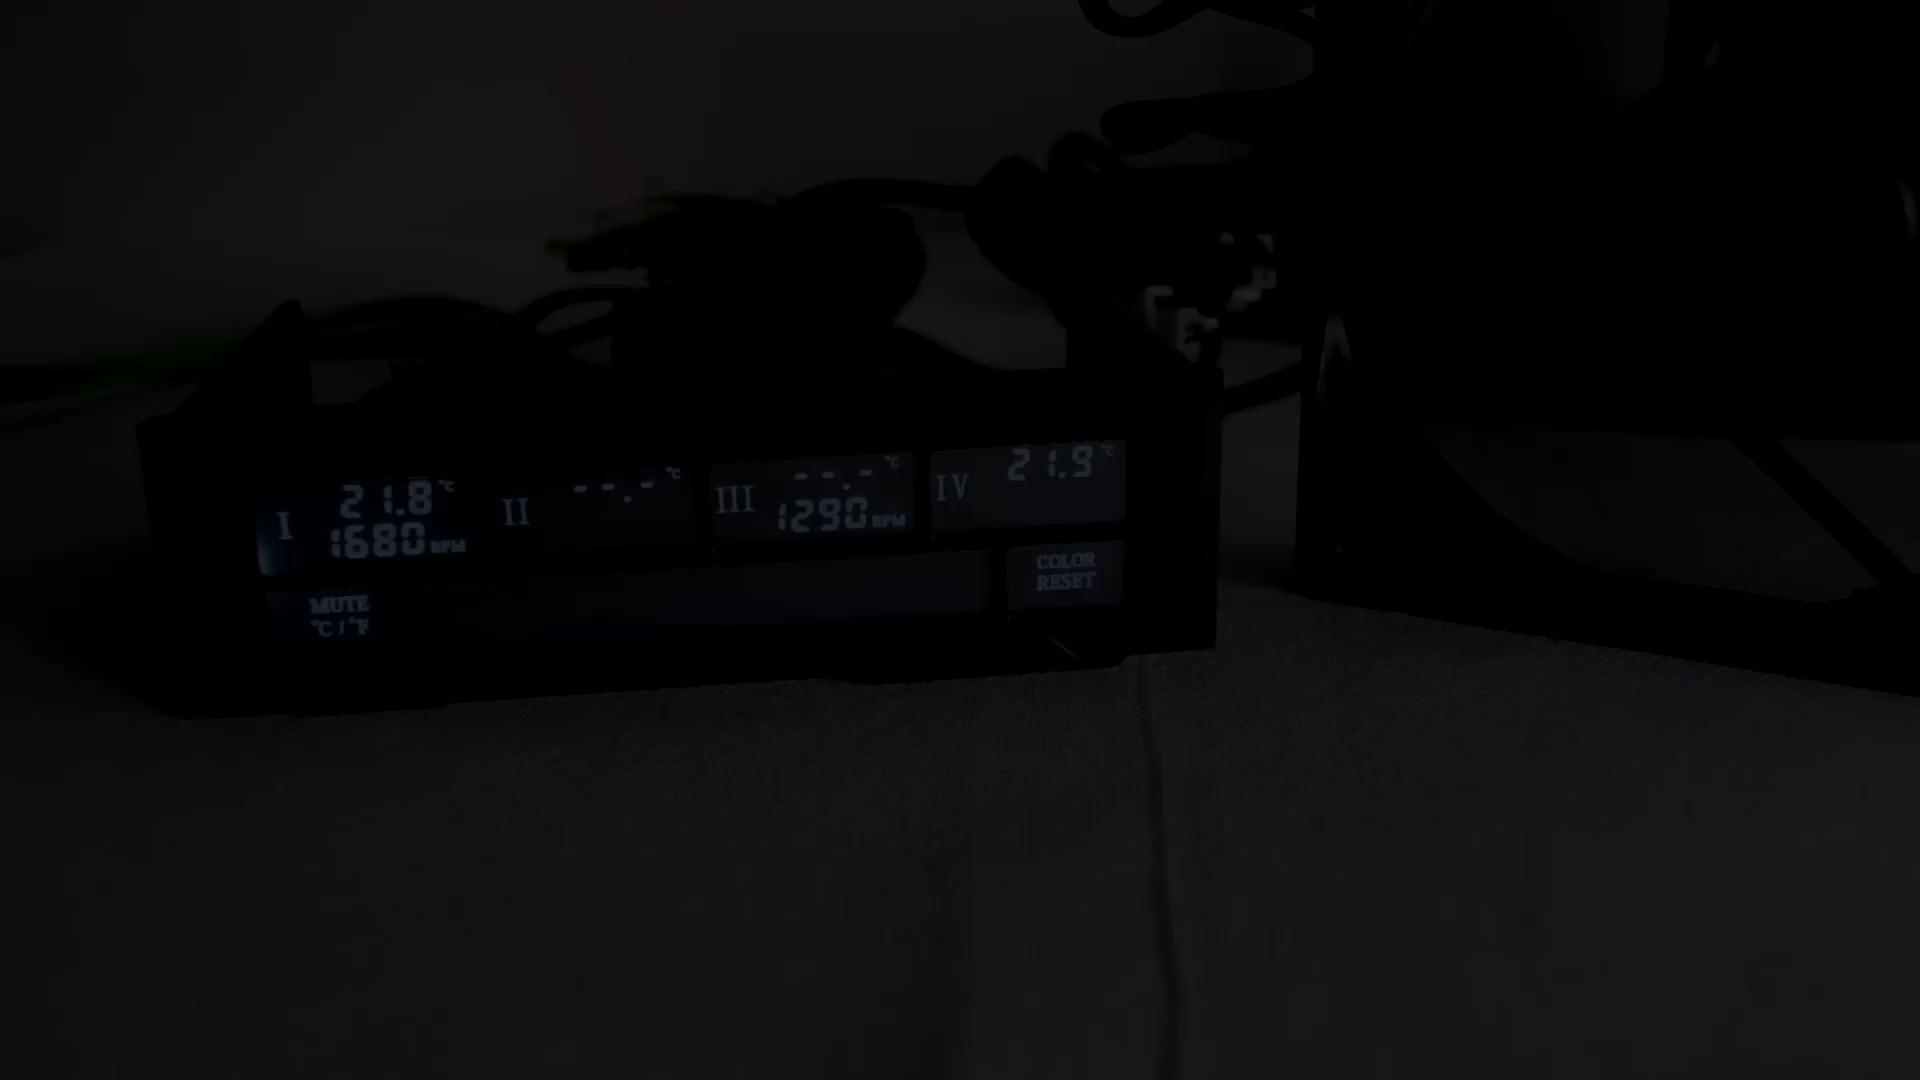 I 21.8 °C
1680 RPM
II --.- °C
III --.- °C
1290 RPM
IV 21.9 °C
MUTE
°C / °F
COLOR
RESET